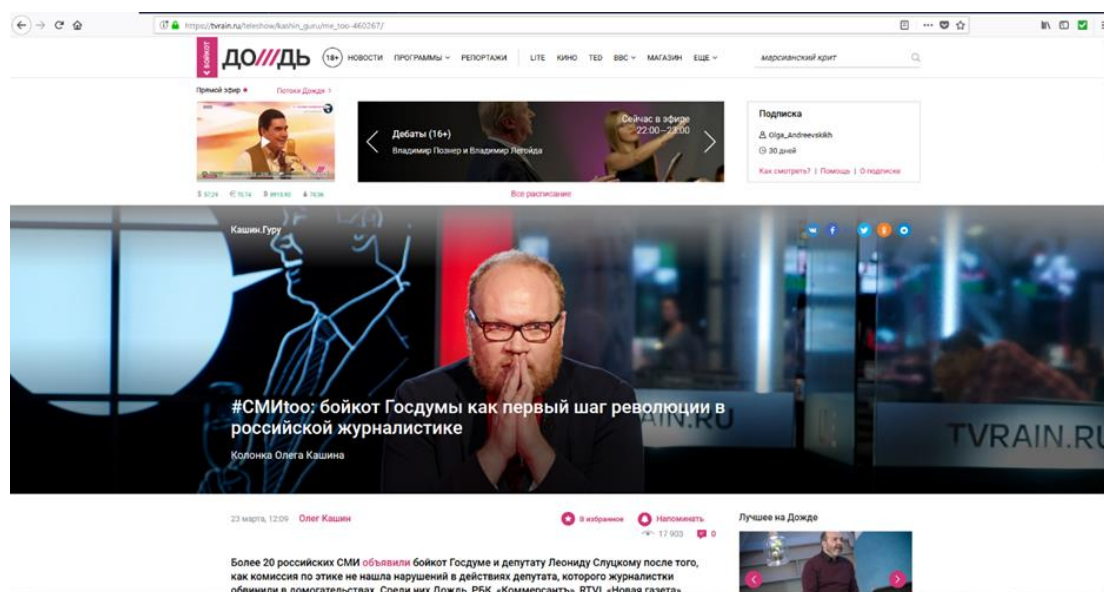 https://tvrain.ru/teleshow/kashin_guru/me_too-460267/
БОЙКОТ
ДО///ДЬ
18+
НОВОСТИ ПРОГРАММЫ РЕПОРТАЖИ LITE КИНО TED BBC МАГАЗИН ЕЩЕ
марсианский крит
Прямой эфир
Потоки Дождя >
Дебаты (16+)
Владимир Познер и Владимир Легойда
Сейчас в эфире
22:00—23:00
Все расписание
Подписка
Olga_Andreevskikh
30 дней
Как смотреть? | Помощь | О подписке
Кашин.Гуру
#СМИtoo: бойкот Госдумы как первый шаг революции в
российской журналистике
Колонка Олега Кашина
TVRAIN.RU
23 марта, 12:09 Олег Кашин
В избранное
Напоминать
17 903 0
Лучшее на Дожде
Более 20 российских СМИ объявили бойкот Госдуме и депутату Леониду Слуцкому после того,
как комиссия по этике не нашла нарушений в действиях депутата, которого журналистки
обвинили в домогательствах. Среди них Дождь, РБК, «Коммерсантъ», RTVI, «Новая газета»